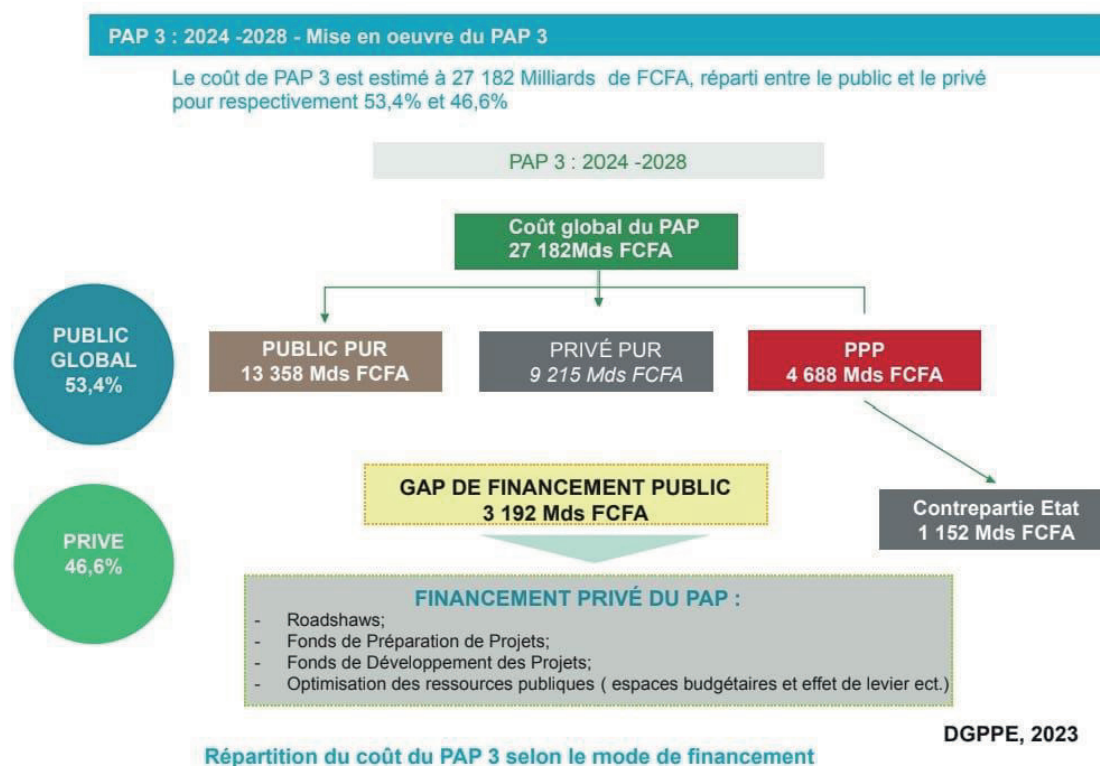 PAP 3 : 2024 -2028 - Mise en oeuvre du PAP 3
Le coût de PAP 3 est estimé à 27 182 Milliards de FCFA, réparti entre le public et le privé
pour respectivement 53,4% et 46,6%
PAP 3 : 2024 -2028
Coût global du PAP
27 182Mds FCFA
PUBLIC
GLOBAL
53,4%
PUBLIC PUR
13 358 Mds FCFA
PRIVÉ PUR
9 215 Mds FCFA
PPP
4 688 Mds FCFA
GAP DE FINANCEMENT PUBLIC
3 192 Mds FCFA
Contrepartie Etat
1 152 Mds FCFA
PRIVE
46,6%
FINANCEMENT PRIVÉ DU PAP :
- Roadshaws;
- Fonds de Préparation de Projets;
- Fonds de Développement des Projets;
- Optimisation des ressources publiques ( espaces budgétaires et effet de levier ect.)
DGPPE, 2023
Répartition du coût du PAP 3 selon le mode de financement